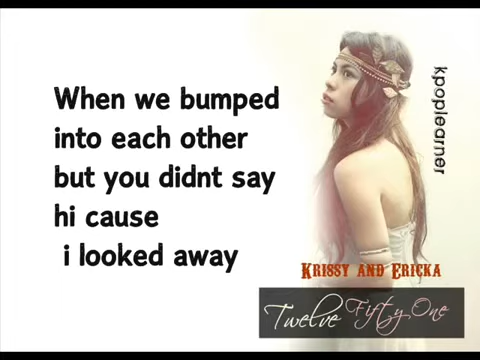 When we bumped
into each other
but you didnt say
hi cause
i looked away
kpoplearner
Krissy and Ericka
Twelve Fifty One